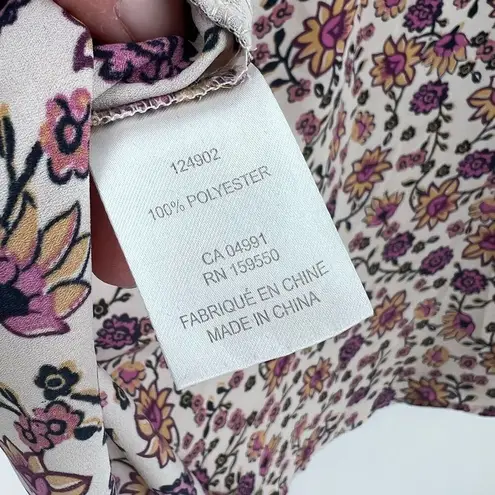 124902
100% POLYESTER
CA 04991
RN 159550
FABRIQUÉ EN CHINE
MADE IN CHINA